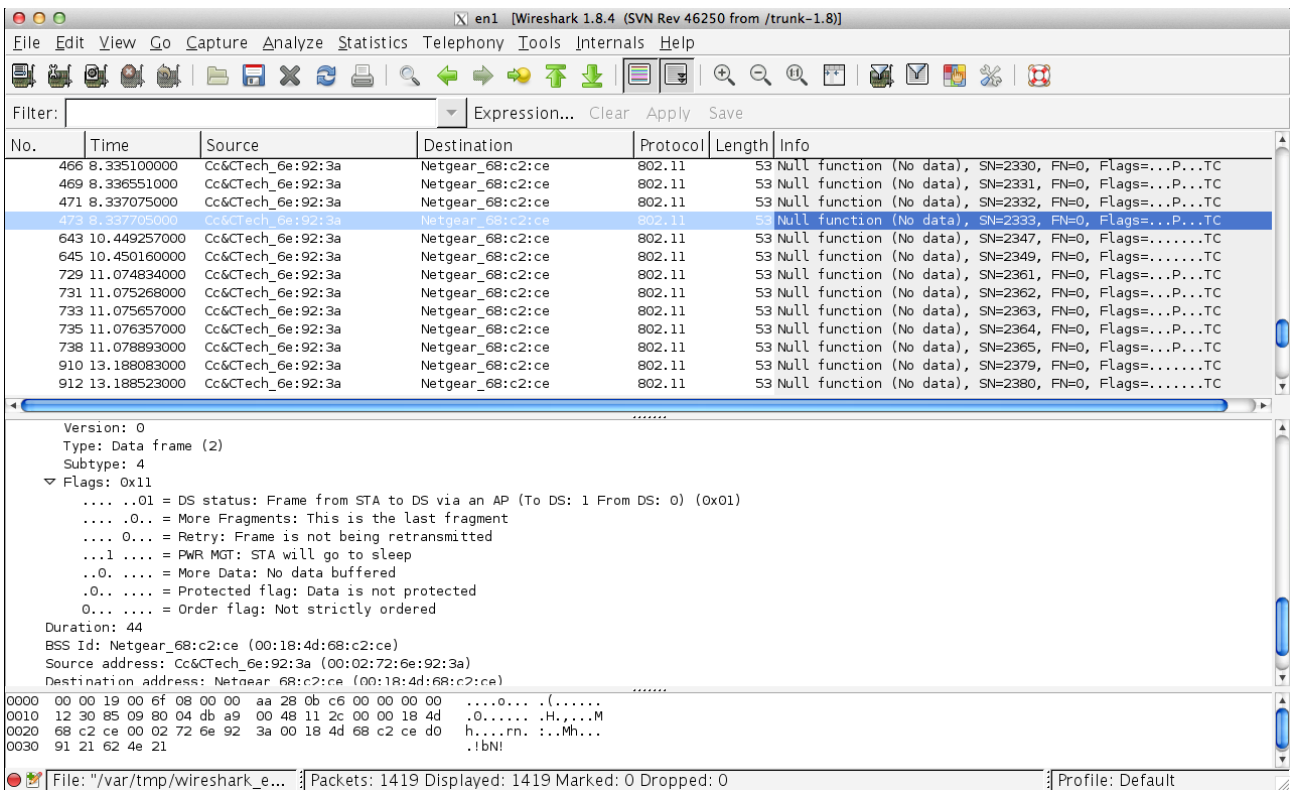 en1 [Wireshark 1.8.4 (SVN Rev 46250 from /trunk-1.8)]
File Edit View Go Capture Analyze Statistics Telephony Tools Internals Help
Filter: Expression... Clear Apply Save
No. Time Source Destination Protocol Length Info
466 8.335100000 Cc&CTech_6e:92:3a Netgear_68:c2:ce 802.11 53 Null function (No data), SN=2330, FN=0, Flags=...P...TC
469 8.336551000 Cc&CTech_6e:92:3a Netgear_68:c2:ce 802.11 53 Null function (No data), SN=2331, FN=0, Flags=...P...TC
471 8.337075000 Cc&CTech_6e:92:3a Netgear_68:c2:ce 802.11 53 Null function (No data), SN=2332, FN=0, Flags=...P...TC
473 8.337705000 Cc&CTech_6e:92:3a Netgear_68:c2:ce 802.11 53 Null function (No data), SN=2333, FN=0, Flags=...P...TC
643 10.449257000 Cc&CTech_6e:92:3a Netgear_68:c2:ce 802.11 53 Null function (No data), SN=2347, FN=0, Flags=.......TC
645 10.450160000 Cc&CTech_6e:92:3a Netgear_68:c2:ce 802.11 53 Null function (No data), SN=2349, FN=0, Flags=.......TC
729 11.074834000 Cc&CTech_6e:92:3a Netgear_68:c2:ce 802.11 53 Null function (No data), SN=2361, FN=0, Flags=...P...TC
731 11.075268000 Cc&CTech_6e:92:3a Netgear_68:c2:ce 802.11 53 Null function (No data), SN=2362, FN=0, Flags=...P...TC
733 11.075657000 Cc&CTech_6e:92:3a Netgear_68:c2:ce 802.11 53 Null function (No data), SN=2363, FN=0, Flags=...P...TC
735 11.076357000 Cc&CTech_6e:92:3a Netgear_68:c2:ce 802.11 53 Null function (No data), SN=2364, FN=0, Flags=...P...TC
738 11.078893000 Cc&CTech_6e:92:3a Netgear_68:c2:ce 802.11 53 Null function (No data), SN=2365, FN=0, Flags=...P...TC
910 13.188083000 Cc&CTech_6e:92:3a Netgear_68:c2:ce 802.11 53 Null function (No data), SN=2379, FN=0, Flags=.......TC
912 13.188523000 Cc&CTech_6e:92:3a Netgear_68:c2:ce 802.11 53 Null function (No data), SN=2380, FN=0, Flags=.......TC
Version: 0
Type: Data frame (2)
Subtype: 4
Flags: 0x11
.... ..01 = DS status: Frame from STA to DS via an AP (To DS: 1 From DS: 0) (0x01)
.... .0.. = More Fragments: This is the last fragment
.... 0... = Retry: Frame is not being retransmitted
...1 .... = PWR MGT: STA will go to sleep
..0. .... = More Data: No data buffered
.0.. .... = Protected flag: Data is not protected
0... .... = Order flag: Not strictly ordered
Duration: 44
BSS Id: Netgear_68:c2:ce (00:18:4d:68:c2:ce)
Source address: Cc&CTech_6e:92:3a (00:02:72:6e:92:3a)
Destination address: Netgear_68:c2:ce (00:18:4d:68:c2:ce)
0000 00 00 19 00 6f 08 00 00 aa 28 0b c6 00 00 00 00 ....o... .(......
0010 12 30 85 09 80 04 db a9 00 48 11 2c 00 00 18 4d .0...... .H.,...M
0020 68 c2 ce 00 02 72 6e 92 3a 00 18 4d 68 c2 ce d0 h....rn. :..Mh...
0030 91 21 62 4e 21 .!bN!
File: "/var/tmp/wireshark_e... Packets: 1419 Displayed: 1419 Marked: 0 Dropped: 0 Profile: Default